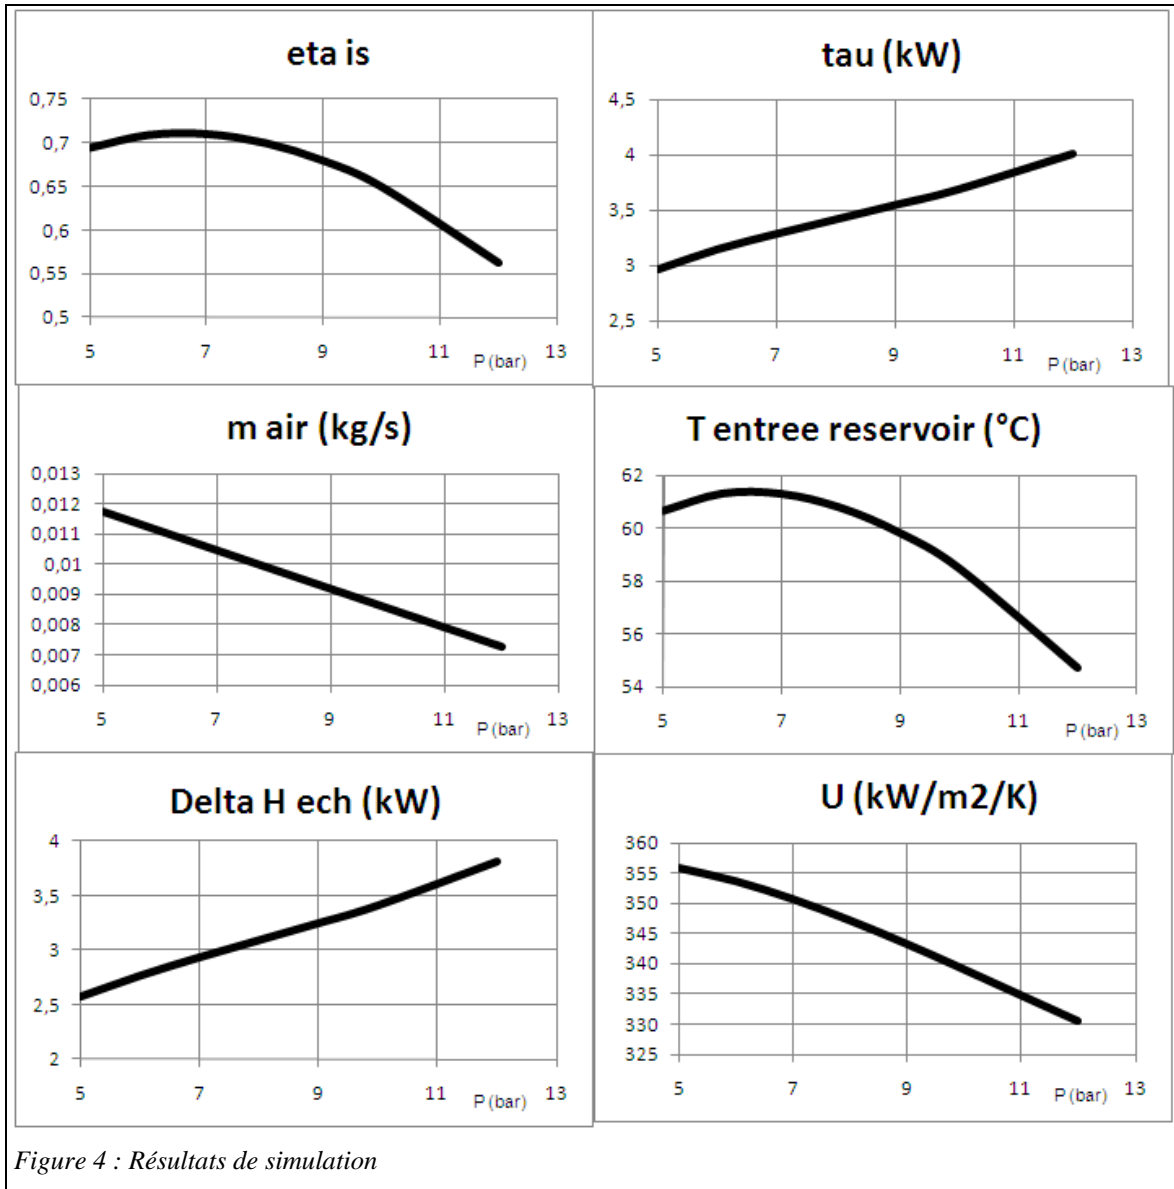 eta is
0,75
0,7
0,65
0,6
0,55
0,5
5 7 9 11 13
P (bar)
tau (kW)
4,5
4
3,5
3
2,5
5 7 9 11 13
P (bar)
m air (kg/s)
0,013
0,012
0,011
0,01
0,009
0,008
0,007
0,006
5 7 9 11 13
P (bar)
T entree reservoir (°C)
62
60
58
56
54
5 7 9 11 13
P (bar)
Delta H ech (kW)
4
3,5
3
2,5
2
5 7 9 11 13
P (bar)
U (kW/m2/K)
360
355
350
345
340
335
330
325
5 7 9 11 13
P (bar)
Figure 4 : Résultats de simulation